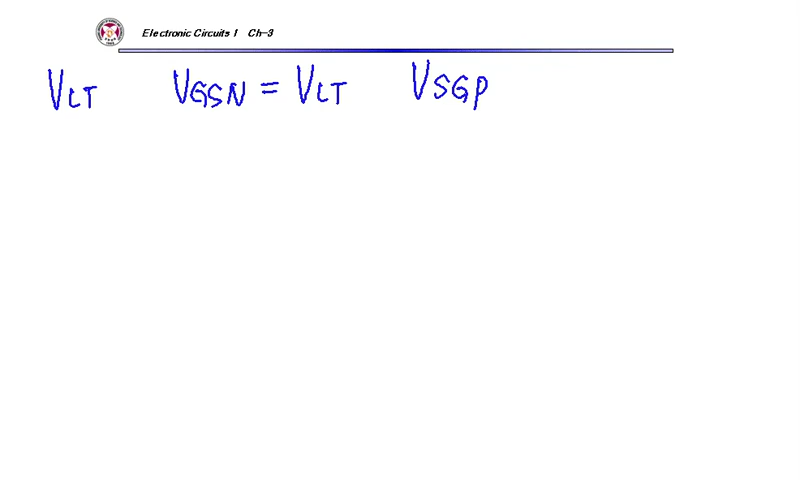 Electronic Circuits 1 Ch-3
VLT VGSN = VLT VSGP